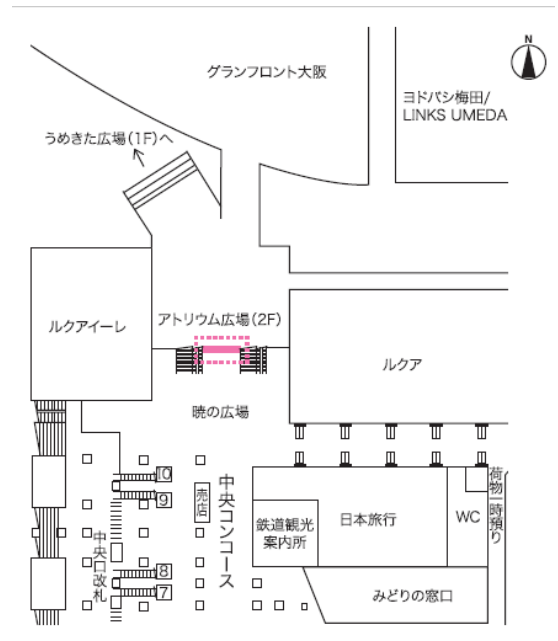 N
グランフロント大阪
ヨドバシ梅田/
LINKS UMEDA
うめきた広場(1F)へ
ルクアイーレ
アトリウム広場(2F)
ルクア
暁の広場
10
9
8
7
中央口改札
売店
中央コンコース
鉄道観光
案内所
日本旅行
WC
荷物一時預り
みどりの窓口